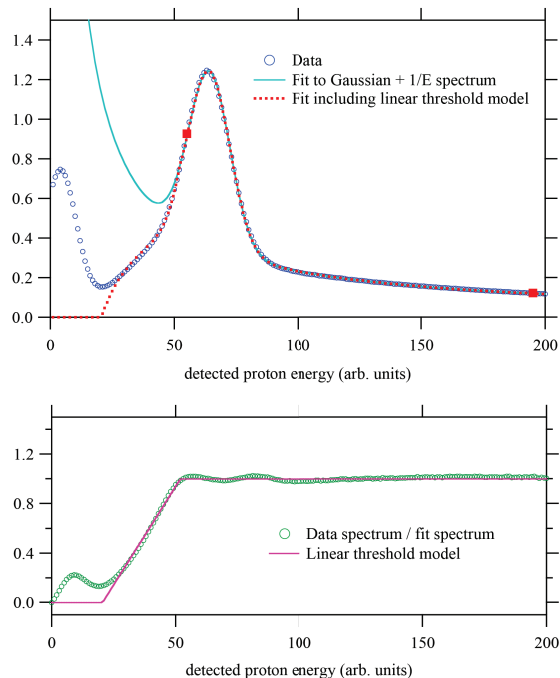 1.4
1.2
1.0
0.8
0.6
0.4
0.2
0.0
Data
Fit to Gaussian + 1/E spectrum
Fit including linear threshold model
0 50 100 150 200
detected proton energy (arb. units)
1.2
0.8
0.4
0.0
Data spectrum / fit spectrum
Linear threshold model
0 50 100 150 200
detected proton energy (arb. units)